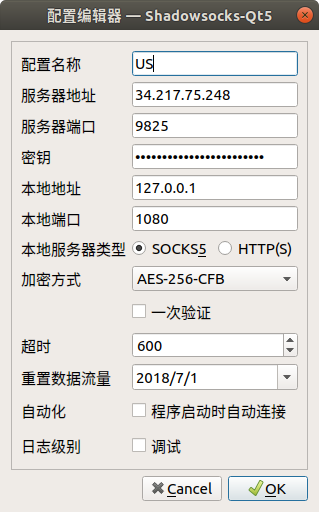 配置编辑器 — Shadowsocks-Qt5
配置名称 US
服务器地址 34.217.75.248
服务器端口 9825
密钥 ••••••••••••••••••••••••
本地地址 127.0.0.1
本地端口 1080
本地服务器类型 SOCKS5 HTTP(S)
加密方式 AES-256-CFB
一次验证
超时 600
重置数据流量 2018/7/1
自动化 程序启动时自动连接
日志级别 调试
Cancel OK